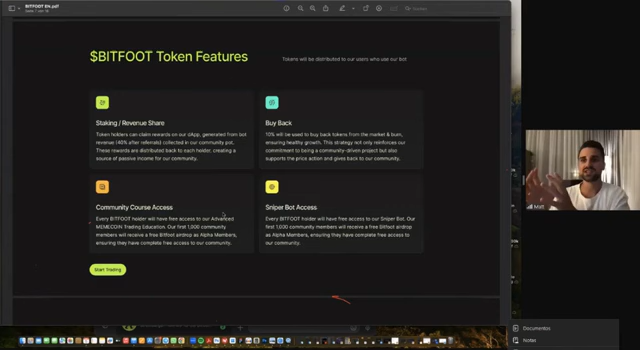 BITFOOT EN.pdf
$BITFOOT Token Features
Tokens will be distributed to our users who use our bot
Staking / Revenue Share
Token holders can claim rewards on our dApp, generated from bot
revenue (40% after referrals) collected in our community pot.
These rewards are distributed back to each holder, creating a
source of passive income for our community.
Buy Back
10% will be used to buy back tokens from the market & burn,
ensuring healthy growth. This strategy not only reinforces our
commitment to being a community-driven project but also
supports the price action and gives back to our community.
Community Course Access
Every BITFOOT holder will have free access to our Advanced
MEMECOIN Trading Education. Our first 1,000 community
members will receive a free Bitfoot airdrop as Alpha Members,
ensuring they have complete free access to our community.
Sniper Bot Access
Every BITFOOT holder will have free access to our Sniper Bot. Our
first 1,000 community members will receive a free Bitfoot airdrop
as Alpha Members, ensuring they have complete free access to
our community.
Start Trading
Matt
Documentos
Notas